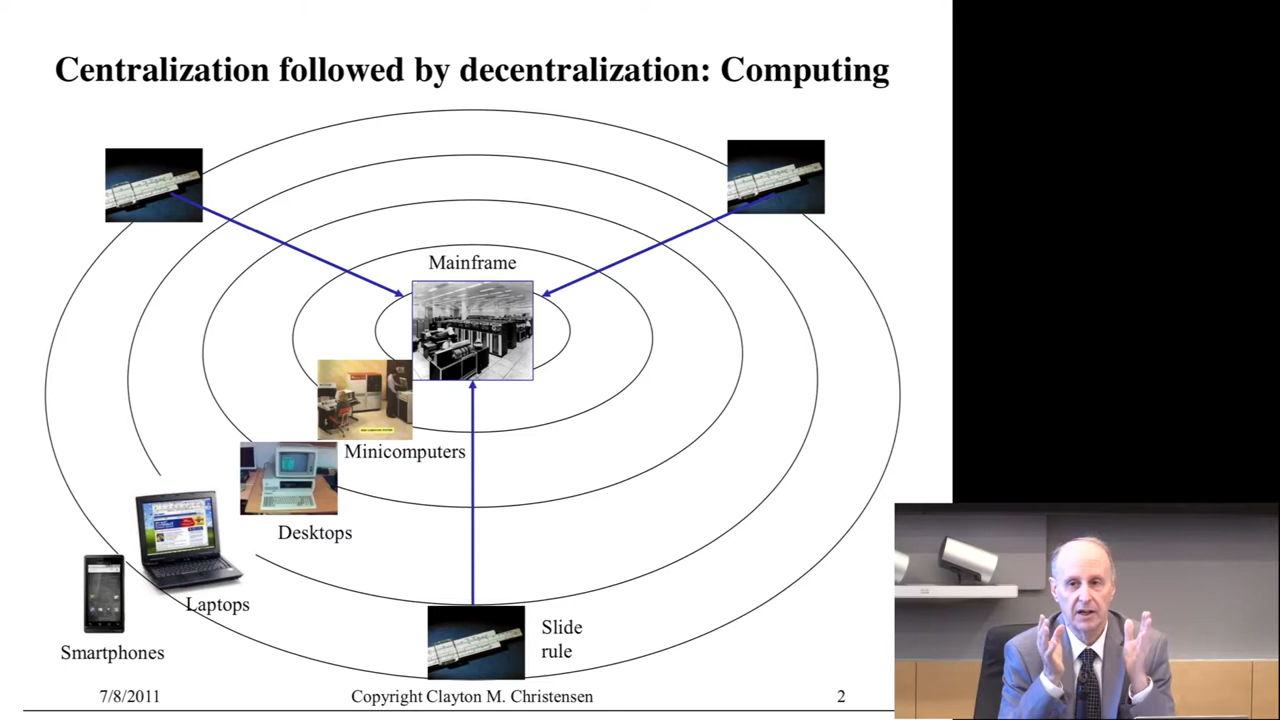 Centralization followed by decentralization: Computing
Mainframe
Minicomputers
Desktops
Laptops
Smartphones
Slide
rule
7/8/2011
Copyright Clayton M. Christensen
2